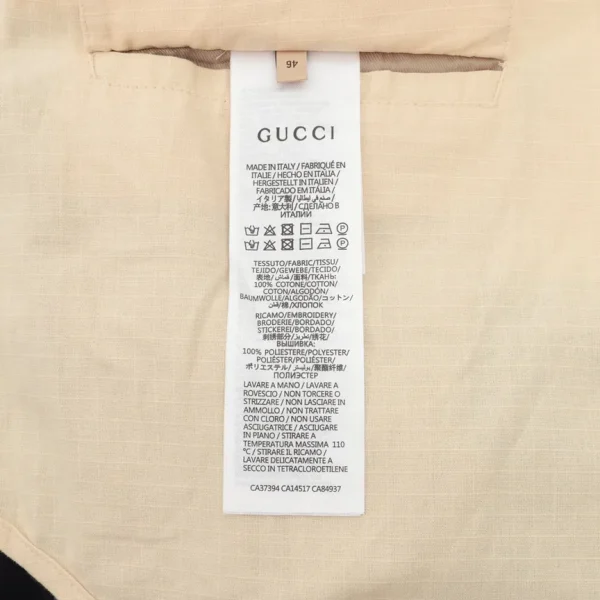 46
GUCCI
MADE IN ITALY / FABRIQUÉ EN
ITALIE / HECHO EN ITALIA /
HERGESTELLT IN ITALIEN /
FABRICADO EM ITÁLIA /
イタリア製 / صنع في إيطاليا /
产地: 意大利 / СДЕЛАНО В
ИТАЛИИ
TESSUTO/FABRIC/TISSU/
TEJIDO/GEWEBE/TECIDO/
表地/قماش/面料/ТКАНЬ:
100% COTONE/COTTON/
COTON/ALGODÓN/
BAUMWOLLE/ALGODÃO/コットン/
قطن/棉/ХЛОПОК
RICAMO/EMBROIDERY/
BRODERIE/BORDADO/
STICKEREI/BORDADO/
刺繍部分/تطريز/绣花/
ВЫШИВКА:
100% POLIESTERE/POLYESTER/
POLIÉSTER/POLIÉSTER/
ポリエステル/بوليستر/聚酯纤维/
ПОЛИЭСТЕР
LAVARE A MANO / LAVARE A
ROVESCIO / NON TORCERE O
STRIZZARE / NON LASCIARE IN
AMMOLLO / NON TRATTARE
CON CLORO / NON USARE
ASCIUGATRICE / ASCIUGARE
IN PIANO / STIRARE A
TEMPERATURA MASSIMA 110
°C / STIRARE IL RICAMO /
LAVARE DELICATAMENTE A
SECCO IN TETRACLOROETILENE
CA37394 CA14517 CA84937